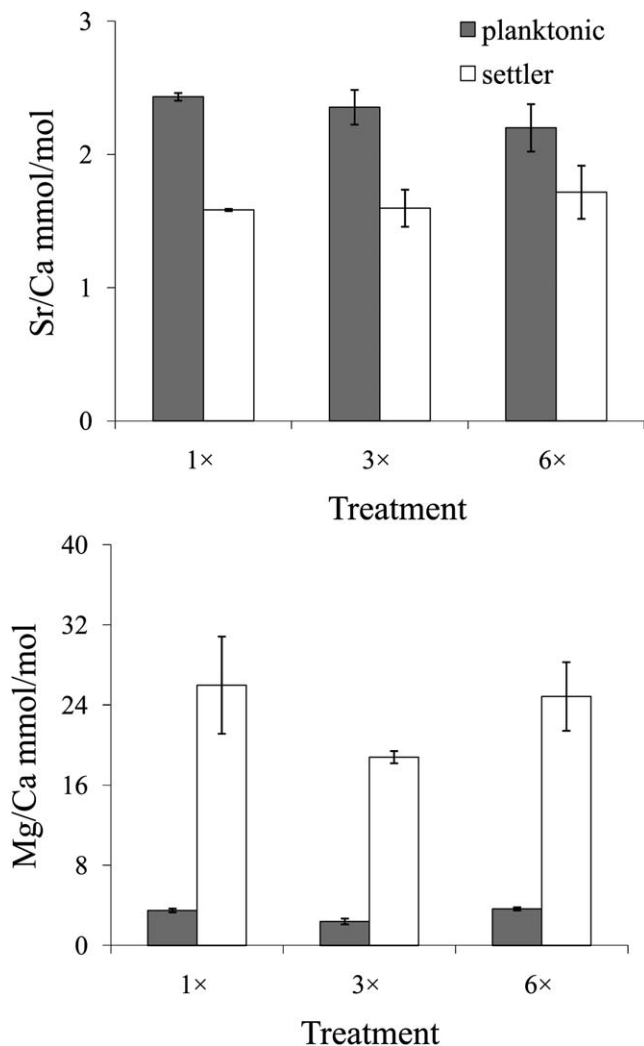 planktonic
settler
Sr/Ca mmol/mol
3
2
1
0
1× 3× 6×
Treatment
Mg/Ca mmol/mol
40
32
24
16
8
0
1× 3× 6×
Treatment